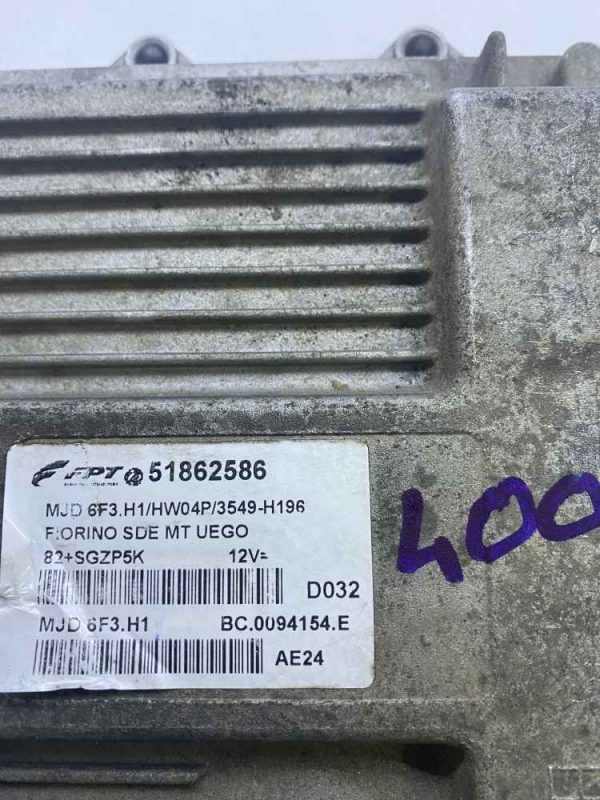 FPT 51862586
MJD 6F3.H1/HW04P/3549-H196
FIORINO SDE MT UEGO
82+SGZP5K 12V=
D032
MJD 6F3.H1 BC.0094154.E
AE24
400